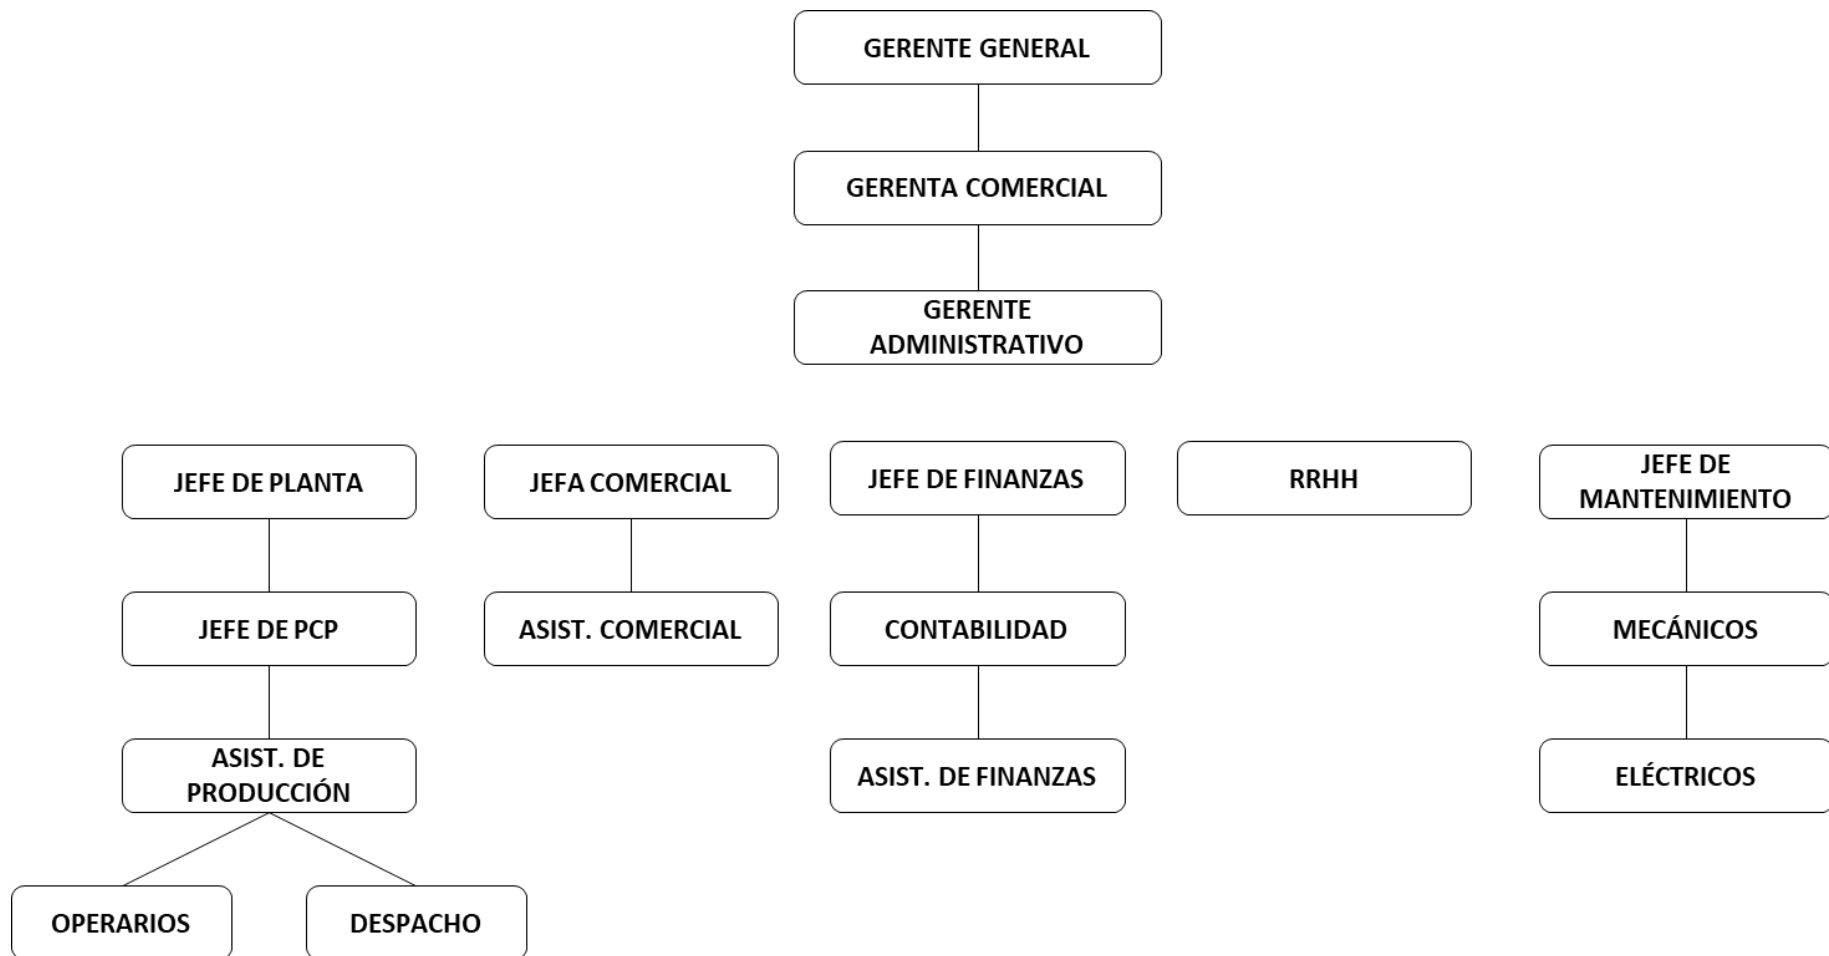 GERENTE GENERAL
GERENTA COMERCIAL
GERENTE
ADMINISTRATIVO
JEFE DE PLANTA
JEFA COMERCIAL
JEFE DE FINANZAS
RRHH
JEFE DE
MANTENIMIENTO
JEFE DE PCP
ASIST. COMERCIAL
CONTABILIDAD
MECÁNICOS
ASIST. DE
PRODUCCIÓN
ASIST. DE FINANZAS
ELÉCTRICOS
OPERARIOS
DESPACHO